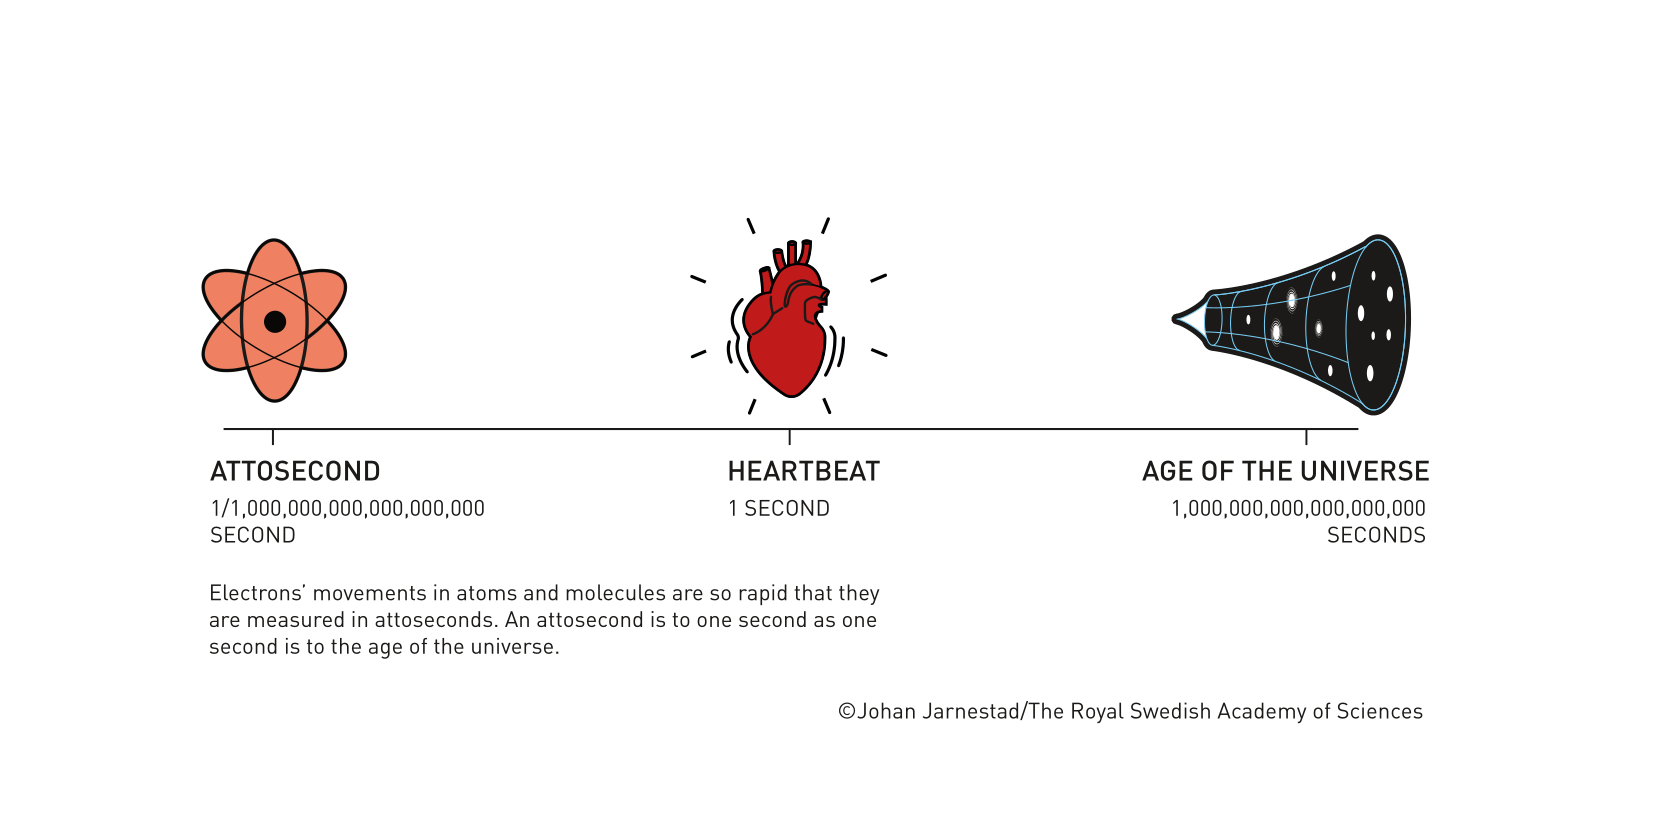 ATTOSECOND
1/1,000,000,000,000,000,000
SECOND
HEARTBEAT
1 SECOND
AGE OF THE UNIVERSE
1,000,000,000,000,000,000
SECONDS
Electrons’ movements in atoms and molecules are so rapid that they
are measured in attoseconds. An attosecond is to one second as one
second is to the age of the universe.
©Johan Jarnestad/The Royal Swedish Academy of Sciences